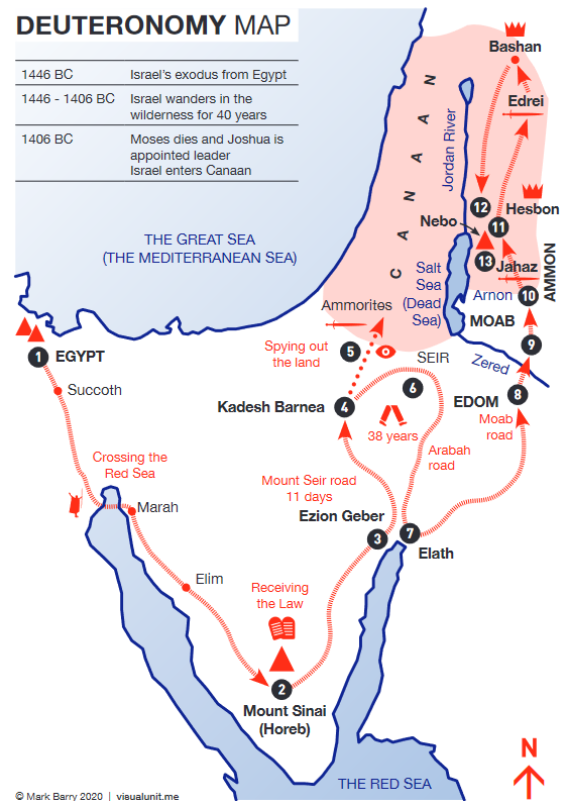 DEUTERONOMY MAP
1446 BC Israel's exodus from Egypt
1446 - 1406 BC Israel wanders in the
wilderness for 40 years
1406 BC Moses dies and Joshua is
appointed leader
Israel enters Canaan
THE GREAT SEA
(THE MEDITERRANEAN SEA)
CANAAN
Jordan River
Bashan
Edrei
12
Hesbon
11
Nebo
13
Jahaz
AMMON
Salt
Sea
(Dead
Sea)
Arnon
10
MOAB
Ammorites
9
Zered
5
Spying out
the land
SEIR
6
38 years
EDOM
8
Moab
road
Kadesh Barnea
4
Arabah
road
Mount Seir road
11 days
Ezion Geber
3
7
Elath
1
EGYPT
Succoth
Crossing the
Red Sea
Marah
Elim
Receiving
the Law
2
Mount Sinai
(Horeb)
THE RED SEA
N
© Mark Barry 2020 | visualunit.me